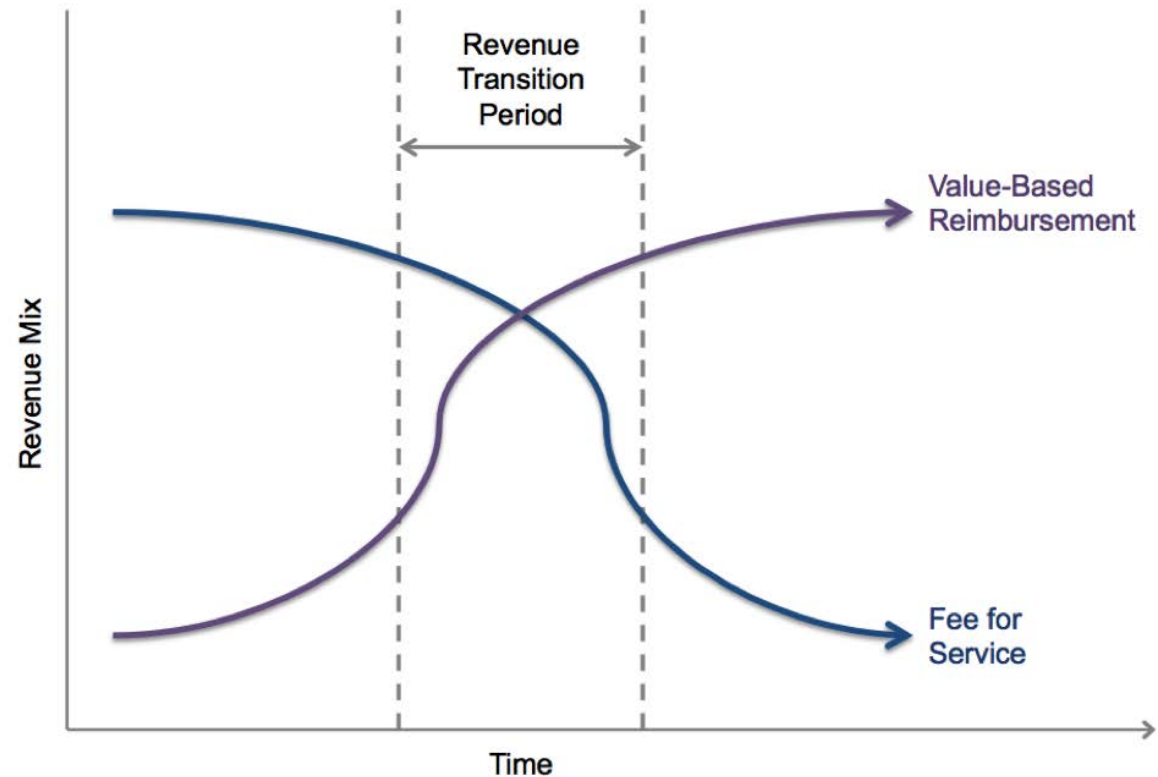 Revenue
Transition
Period
Value-Based
Reimbursement
Revenue Mix
Fee for
Service
Time